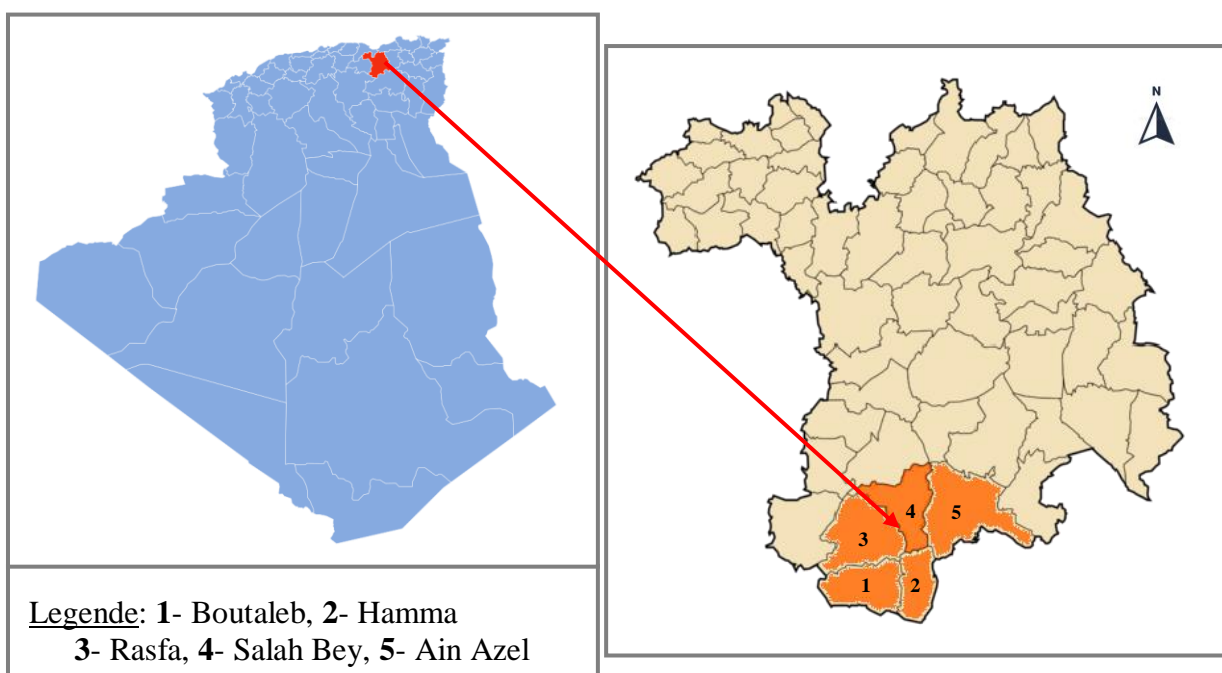 N
4
5
3
1
2
Legende: 1- Boutaleb, 2- Hamma
3- Rasfa, 4- Salah Bey, 5- Ain Azel